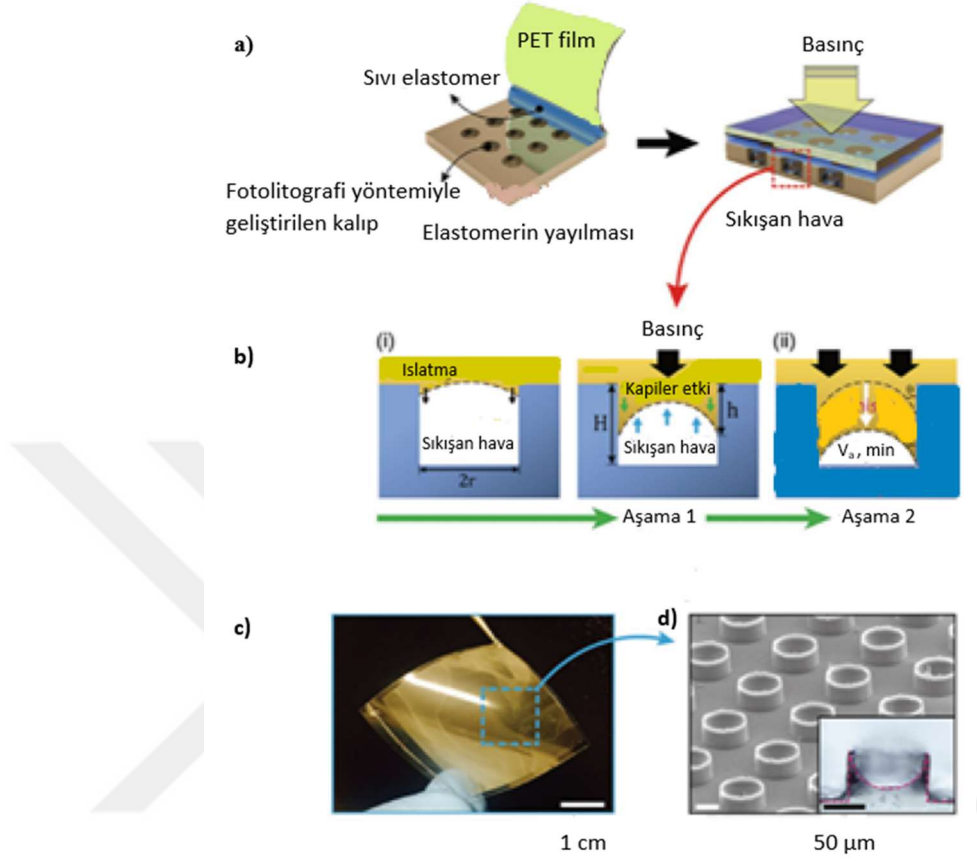 a)
PET film
Sıvı elastomer
Basınç
Fotolitografi yöntemiyle
geliştirilen kalıp
Elastomerin yayılması
Sıkışan hava
b)
(i)
Islatma
Sıkışan hava
2r
Basınç
Kapiler etki
H
h
Sıkışan hava
(ii)
Vₐ, min
Aşama 1
Aşama 2
c)
d)
1 cm
50 µm